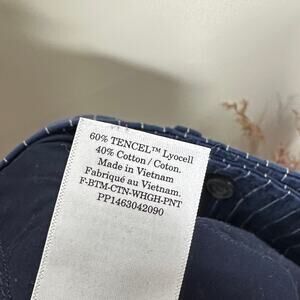 60% TENCEL™ Lyocell
40% Cotton / Coton.
Made in Vietnam.
Fabriqué au Vietnam.
F-BTM-CTN-WHGH-PNT
PP1463042090